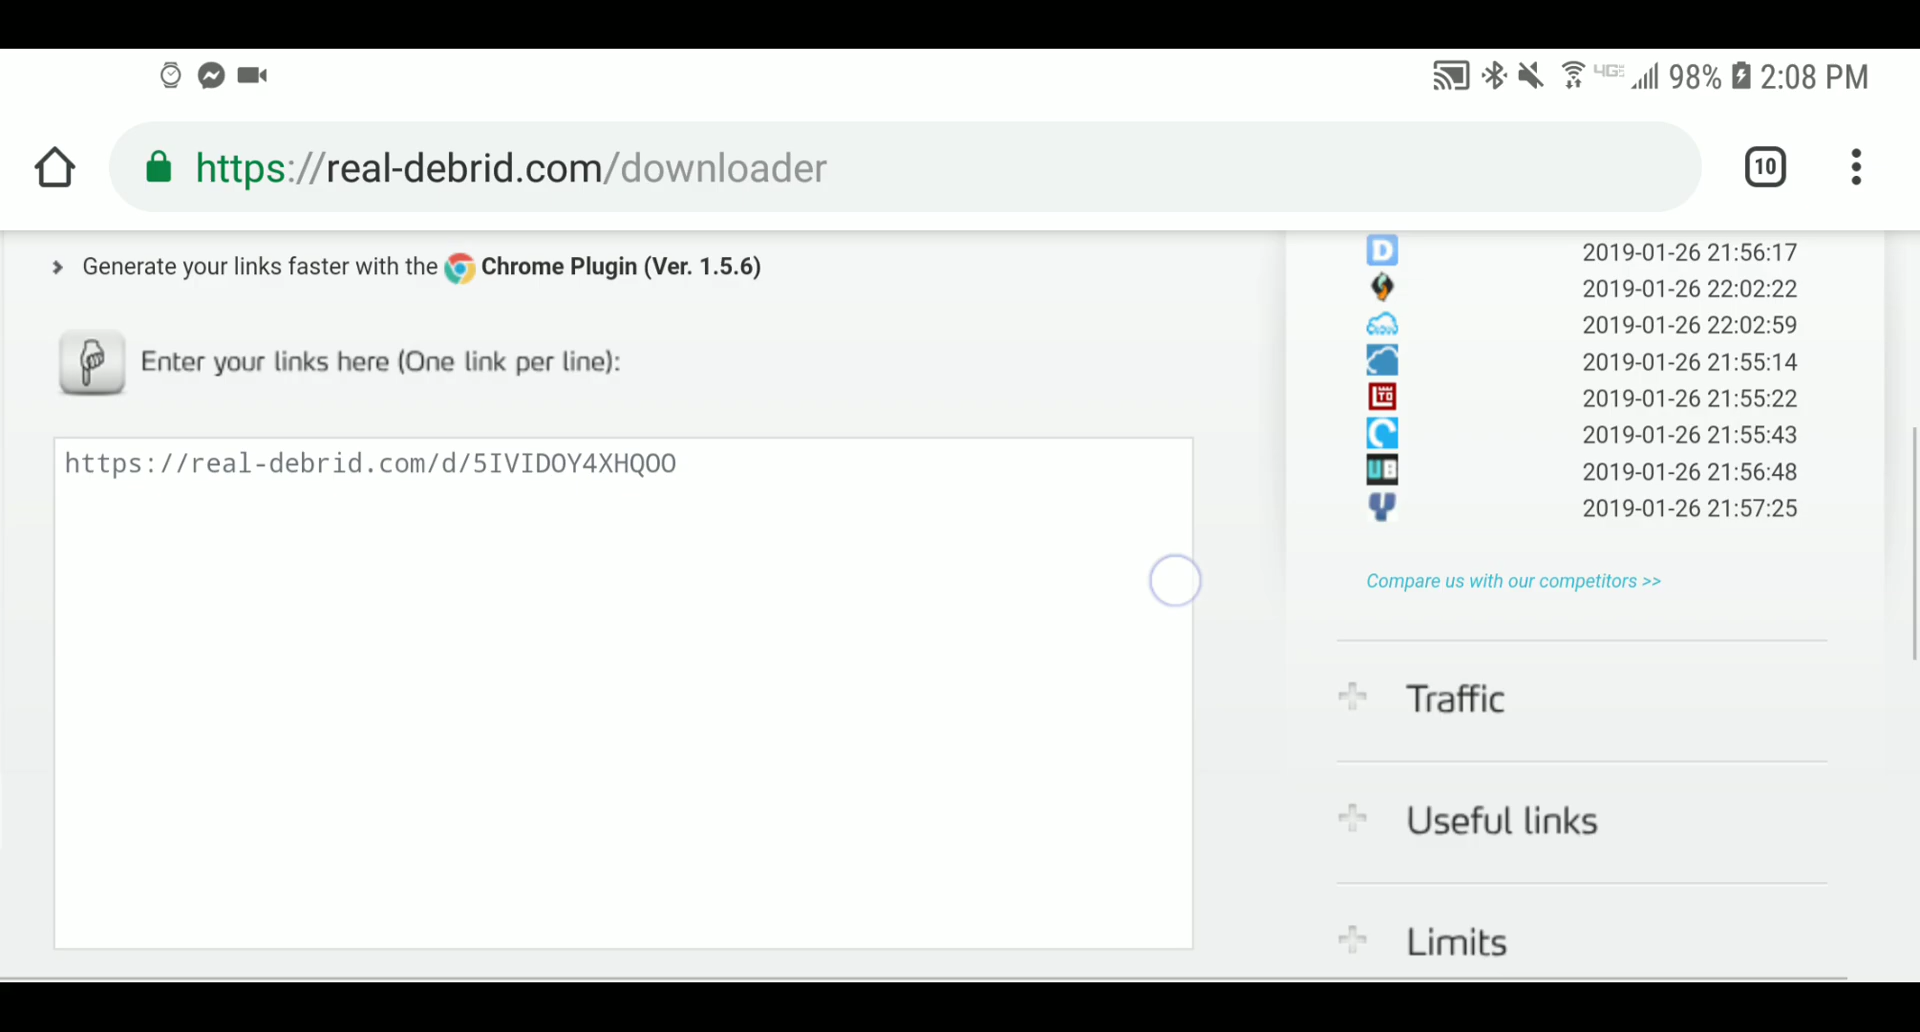 4GE 98% 2:08 PM
https://real-debrid.com/downloader
10
Generate your links faster with the Chrome Plugin (Ver. 1.5.6)
Enter your links here (One link per line):
https://real-debrid.com/d/5IVIDOY4XHQOO
D 2019-01-26 21:56:17
2019-01-26 22:02:22
2019-01-26 22:02:59
2019-01-26 21:55:14
2019-01-26 21:55:22
2019-01-26 21:55:43
UB 2019-01-26 21:56:48
2019-01-26 21:57:25
Compare us with our competitors >>
Traffic
Useful links
Limits